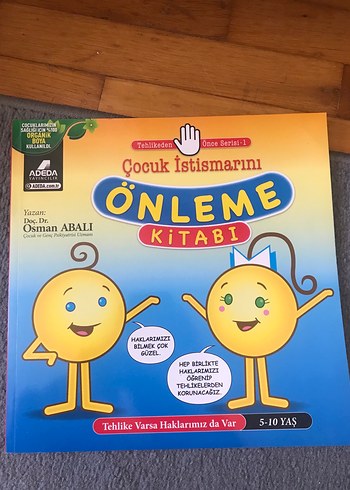 ÇOCUKLARIMIZIN
SAĞLIĞI İÇİN %100
ORGANİK
BOYA
KULLANILDI.
ADEDA
YAYINCILIK
ADEDA.com.tr
Tehlikeden Önce Serisi-1
Çocuk İstismarını
ÖNLEME
KİTABI
Yazan:
Doç. Dr.
Osman ABALI
Çocuk ve Genç Psikiyatrisi Uzmanı
HAKLARIMIZI
BİLMEK ÇOK
GÜZEL.
HEP BİRLİKTE
HAKLARIMIZI
ÖĞRENİP
TEHLİKELERDEN
KORUNACAĞIZ.
Tehlike Varsa Haklarımız da Var
5-10 YAŞ